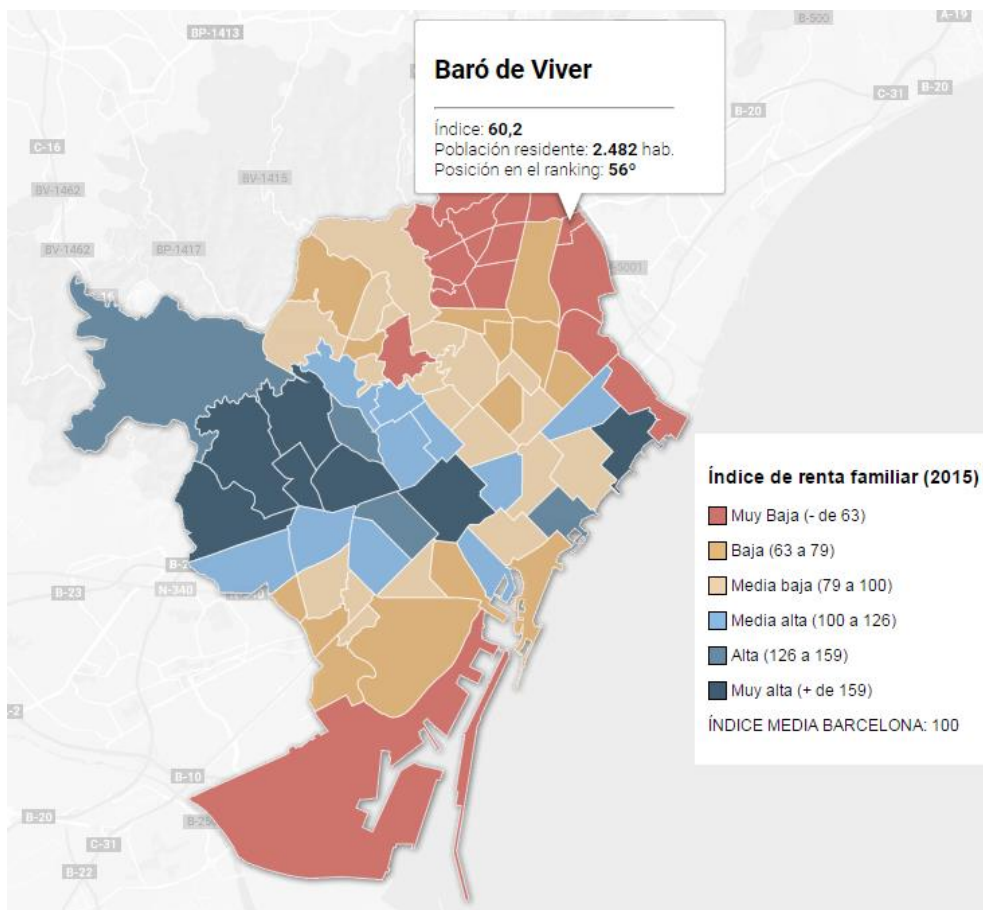 BP-1413
B-500
A-19
B-20
C-31
B-20
C-16
BV-1462
BV-1415
BV-1462
BP-1417
Baró de Viver
Índice: 60,2
Población residente: 2.482 hab.
Posición en el ranking: 56º
16
B-23
N-340
B-10
B-20
C-31
B-22
Índice de renta familiar (2015)
Muy Baja (- de 63)
Baja (63 a 79)
Media baja (79 a 100)
Media alta (100 a 126)
Alta (126 a 159)
Muy alta (+ de 159)
ÍNDICE MEDIA BARCELONA: 100